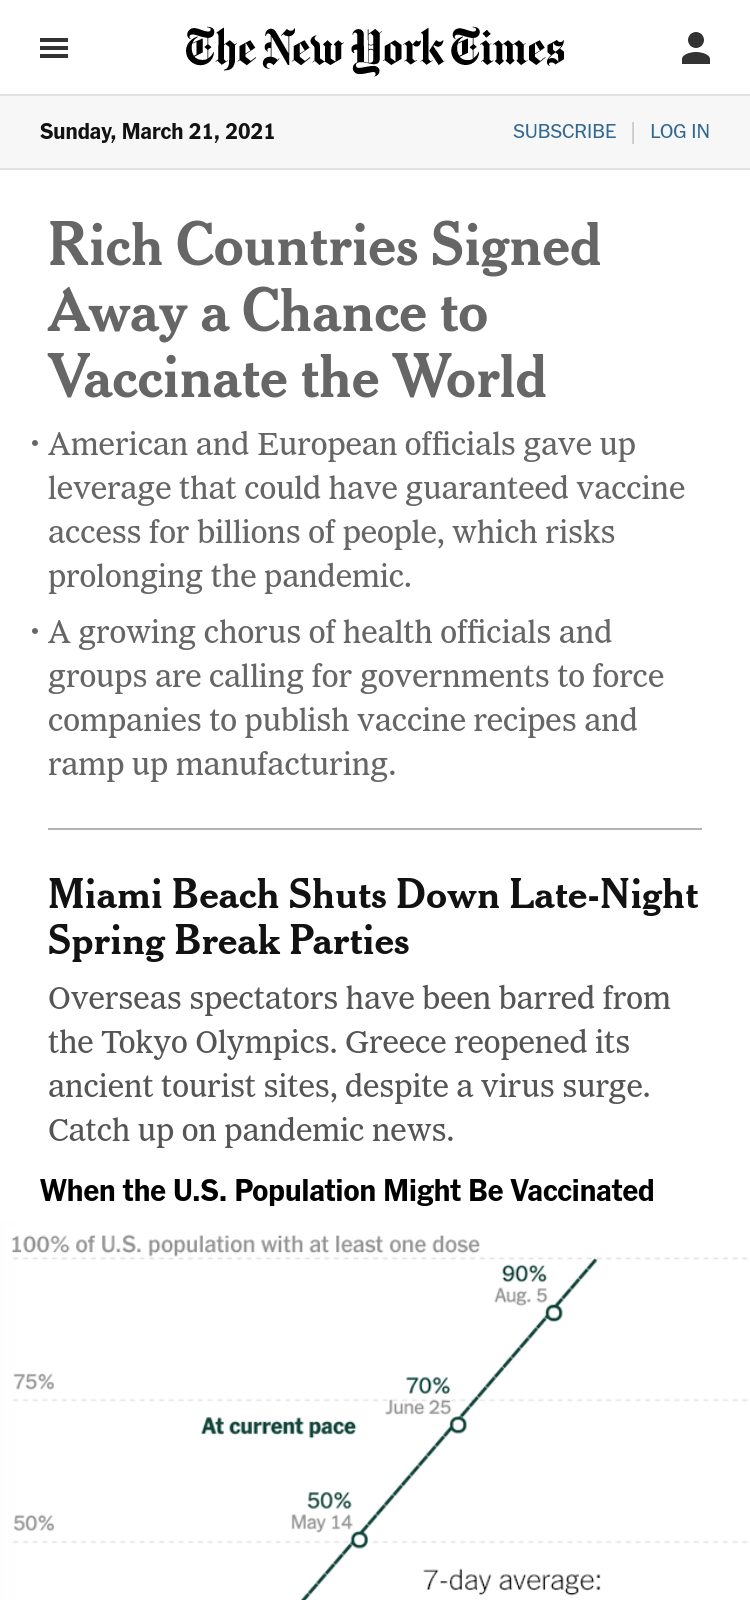 The New York Times
Sunday, March 21, 2021
SUBSCRIBE | LOG IN
Rich Countries Signed
Away a Chance to
Vaccinate the World
• American and European officials gave up
leverage that could have guaranteed vaccine
access for billions of people, which risks
prolonging the pandemic.
• A growing chorus of health officials and
groups are calling for governments to force
companies to publish vaccine recipes and
ramp up manufacturing.
Miami Beach Shuts Down Late-Night
Spring Break Parties
Overseas spectators have been barred from
the Tokyo Olympics. Greece reopened its
ancient tourist sites, despite a virus surge.
Catch up on pandemic news.
When the U.S. Population Might Be Vaccinated
100% of U.S. population with at least one dose
90%
Aug. 5
75%
70%
June 25
At current pace
50%
May 14
50%
7-day average: